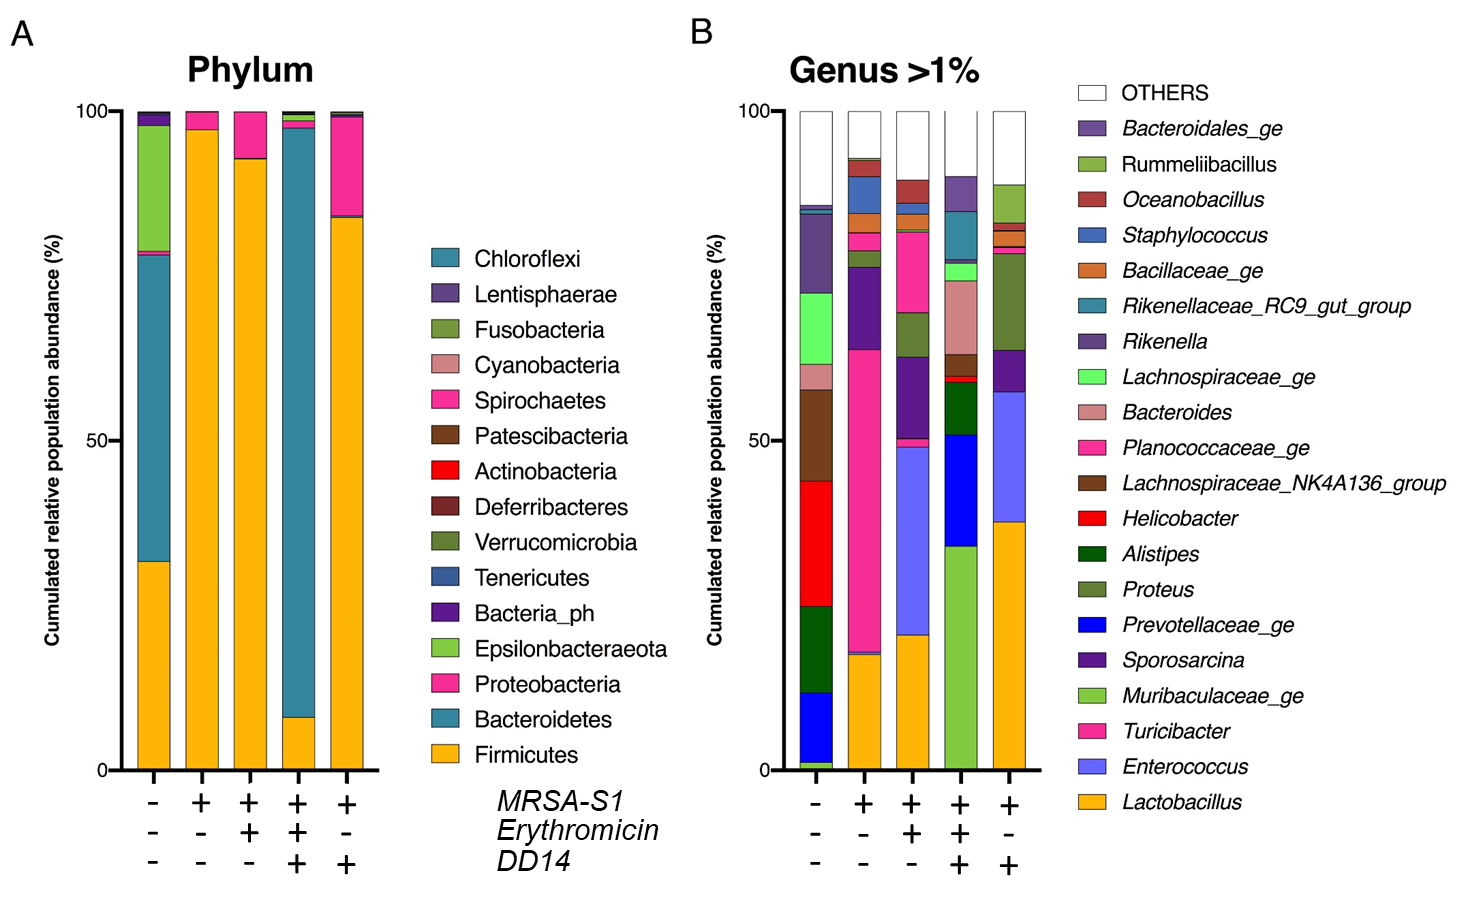 A
Phylum
Cumulated relative population abundance (%)
100
50
0
Chloroflexi
Lentisphaerae
Fusobacteria
Cyanobacteria
Spirochaetes
Patescibacteria
Actinobacteria
Deferribacteres
Verrucomicrobia
Tenericutes
Bacteria_ph
Epsilonbacteraeota
Proteobacteria
Bacteroidetes
Firmicutes
- + + + + MRSA-S1
- - + + - Erythromicin
- - - + + DD14
B
Genus >1%
Cumulated relative population abundance (%)
100
50
0
OTHERS
Bacteroidales_ge
Rummeliibacillus
Oceanobacillus
Staphylococcus
Bacillaceae_ge
Rikenellaceae_RC9_gut_group
Rikenella
Lachnospiraceae_ge
Bacteroides
Planococcaceae_ge
Lachnospiraceae_NK4A136_group
Helicobacter
Alistipes
Proteus
Prevotellaceae_ge
Sporosarcina
Muribaculaceae_ge
Turicibacter
Enterococcus
Lactobacillus
- + + + +
- - + + -
- - - + +